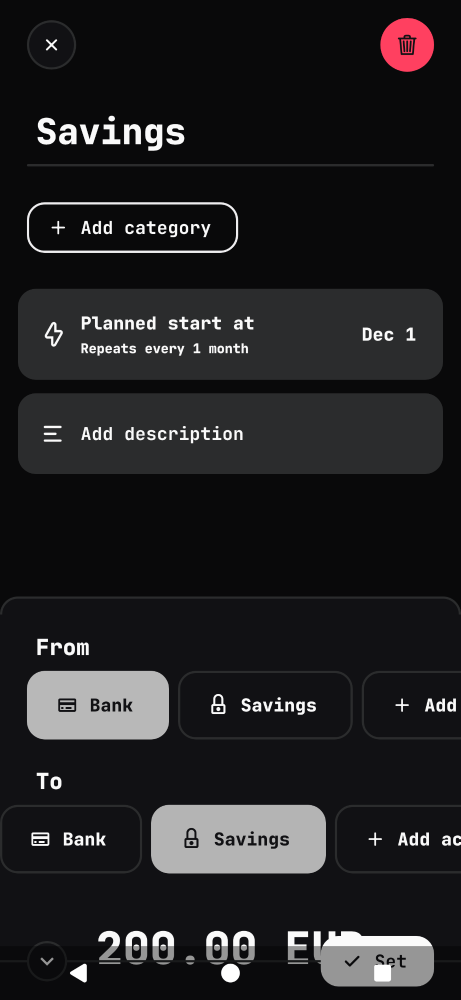 Savings
Add category
Planned start at
Repeats every 1 month
Dec 1
Add description
From
Bank
Savings
Add
To
Bank
Savings
Add ac
200.00 EUR
Set